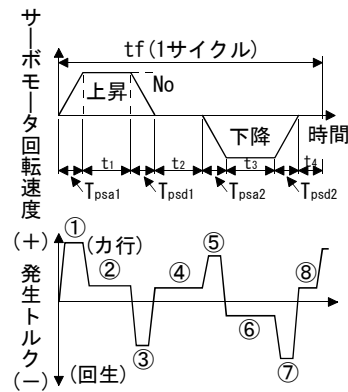 サーボモータ回転速度
tf(1サイクル)
上昇
No
下降
時間
t1
t2
t3
t4
Tpsa1
Tpsd1
Tpsa2
Tpsd2
発生トルク
(+)
(-)
①
(力行)
②
③
④
⑤
⑥
⑦
⑧
(回生)